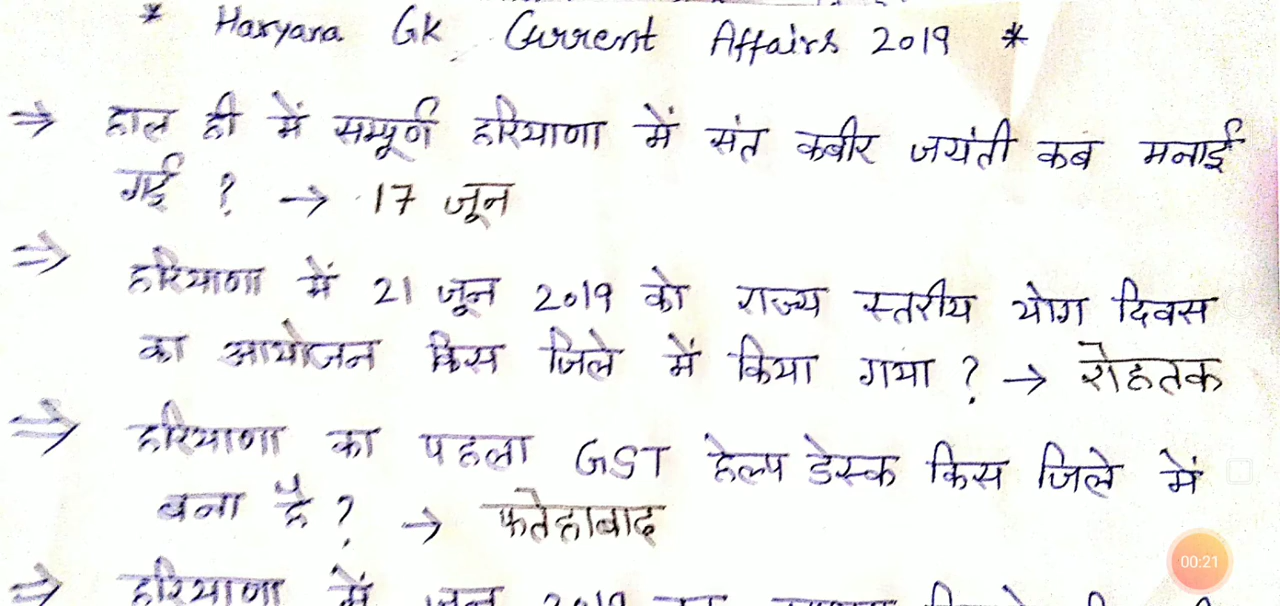 * Haryana GK Current Affairs 2019 *
⇒ हाल ही में सम्पूर्ण हरियाणा में संत कबीर जयंती कब मनाई
गई ? → 17 जून
⇒ हरियाणा में 21 जून 2019 को राज्य स्तरीय योग दिवस
का आयोजन किस जिले में किया गया ? → रोहतक
⇒ हरियाणा का पहला GST हेल्प डेस्क किस जिले में
बना है ? → फतेहाबाद
⇒ हरियाणा में जून 2019
00:21